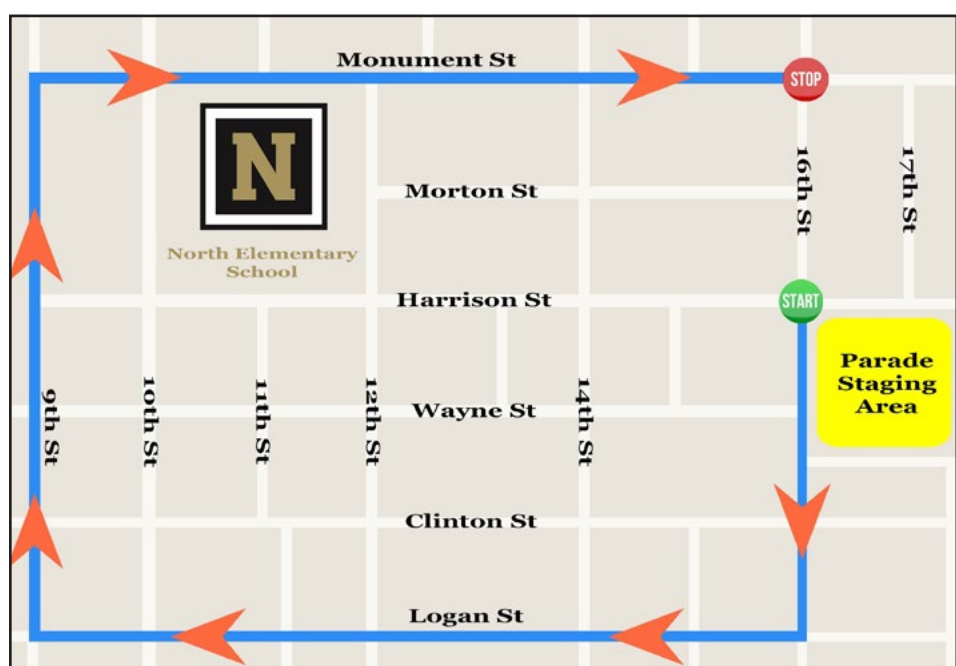 Monument St
STOP
16th St
17th St
N
Morton St
North Elementary
School
Harrison St
START
Parade
Staging
Area
9th St
10th St
11th St
12th St
Wayne St
14th St
Clinton St
Logan St